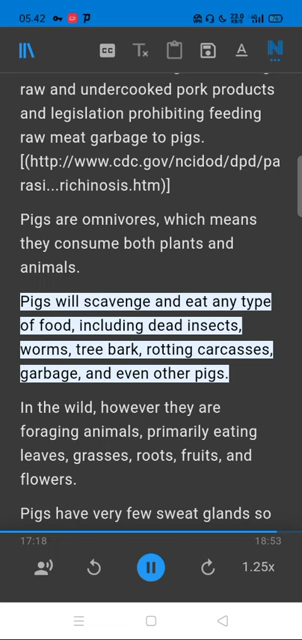 05.42
raw and undercooked pork products
and legislation prohibiting feeding
raw meat garbage to pigs.
[(http://www.cdc.gov/ncidod/dpd/pa
rasi...richinosis.htm)]
Pigs are omnivores, which means
they consume both plants and
animals.
Pigs will scavenge and eat any type
of food, including dead insects,
worms, tree bark, rotting carcasses,
garbage, and even other pigs.
In the wild, however they are
foraging animals, primarily eating
leaves, grasses, roots, fruits, and
flowers.
Pigs have very few sweat glands so
17:18
18:53
1.25x